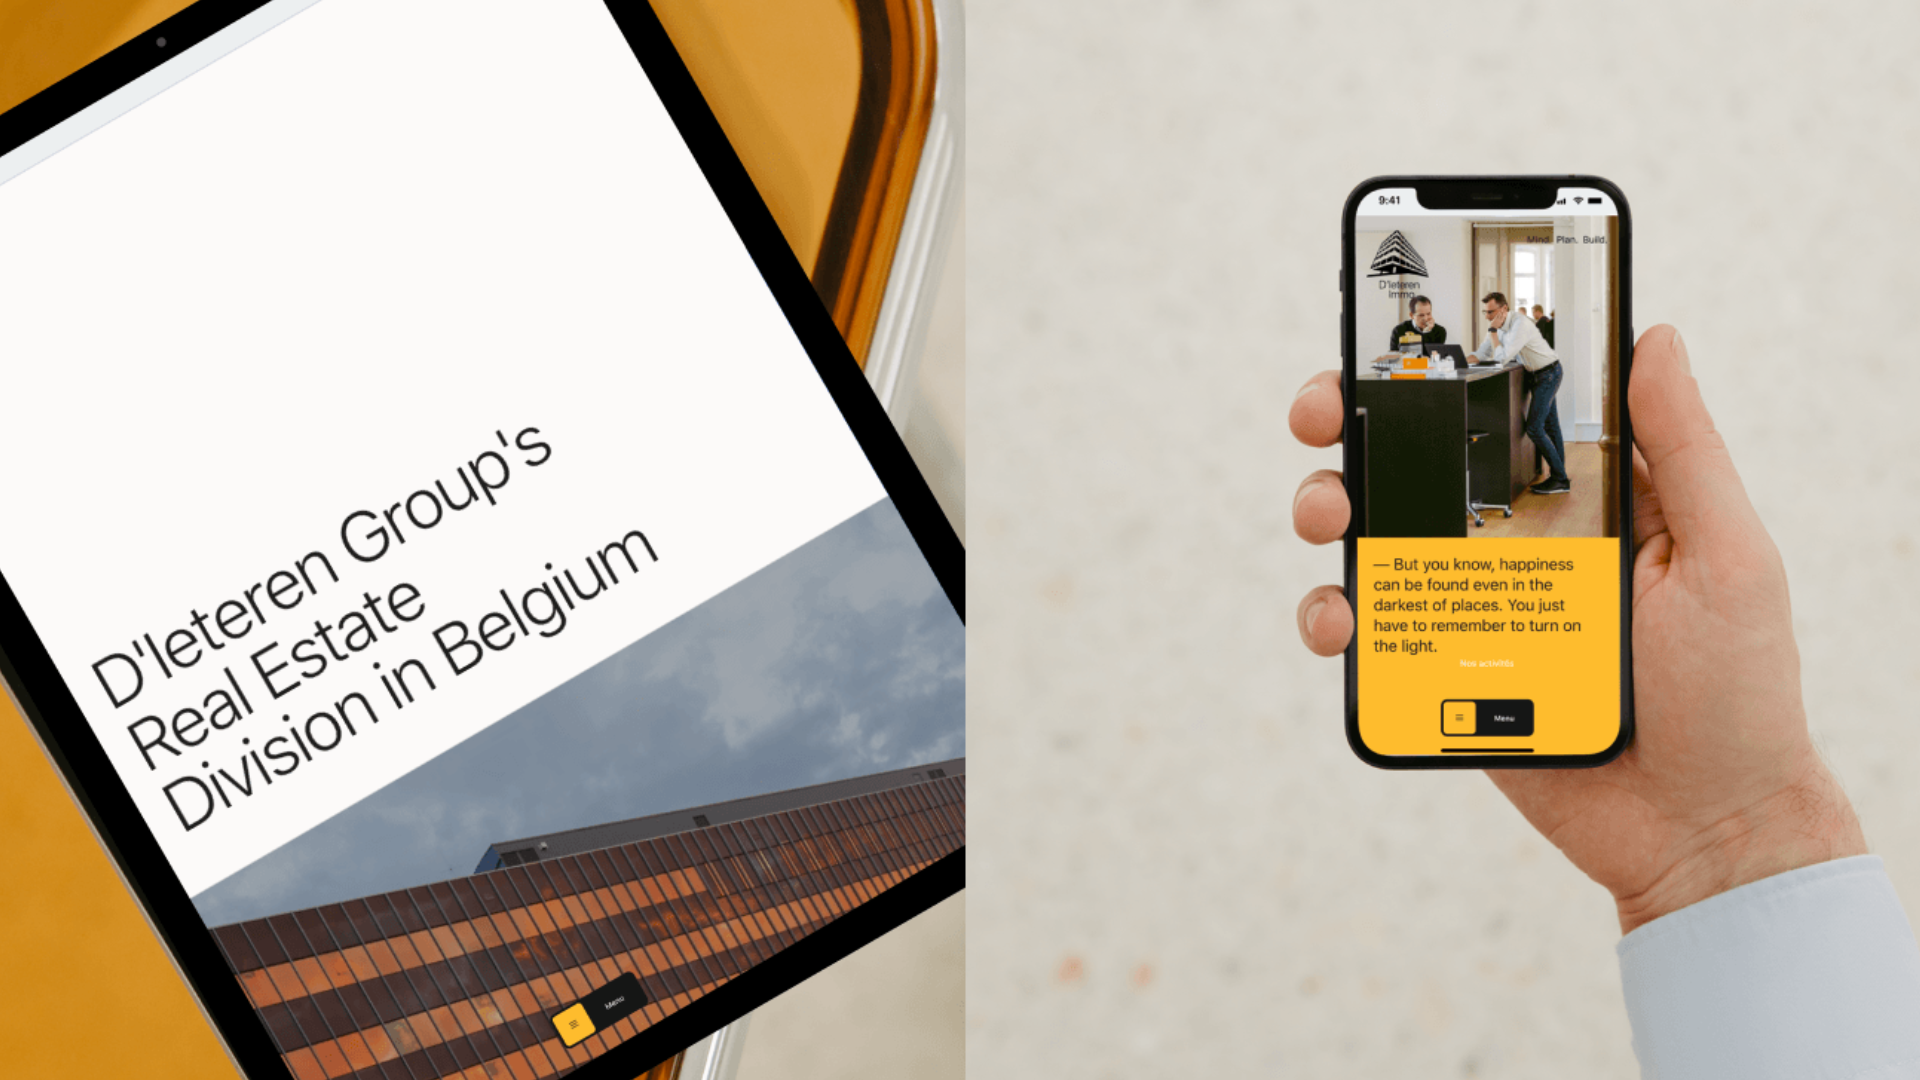 D'Ieteren Group's
Real Estate
Division in Belgium
Menu
9:41
Mind. Plan. Build.
D'Ieteren
Immo
— But you know, happiness
can be found even in the
darkest of places. You just
have to remember to turn on
the light.
Nos activités
Menu